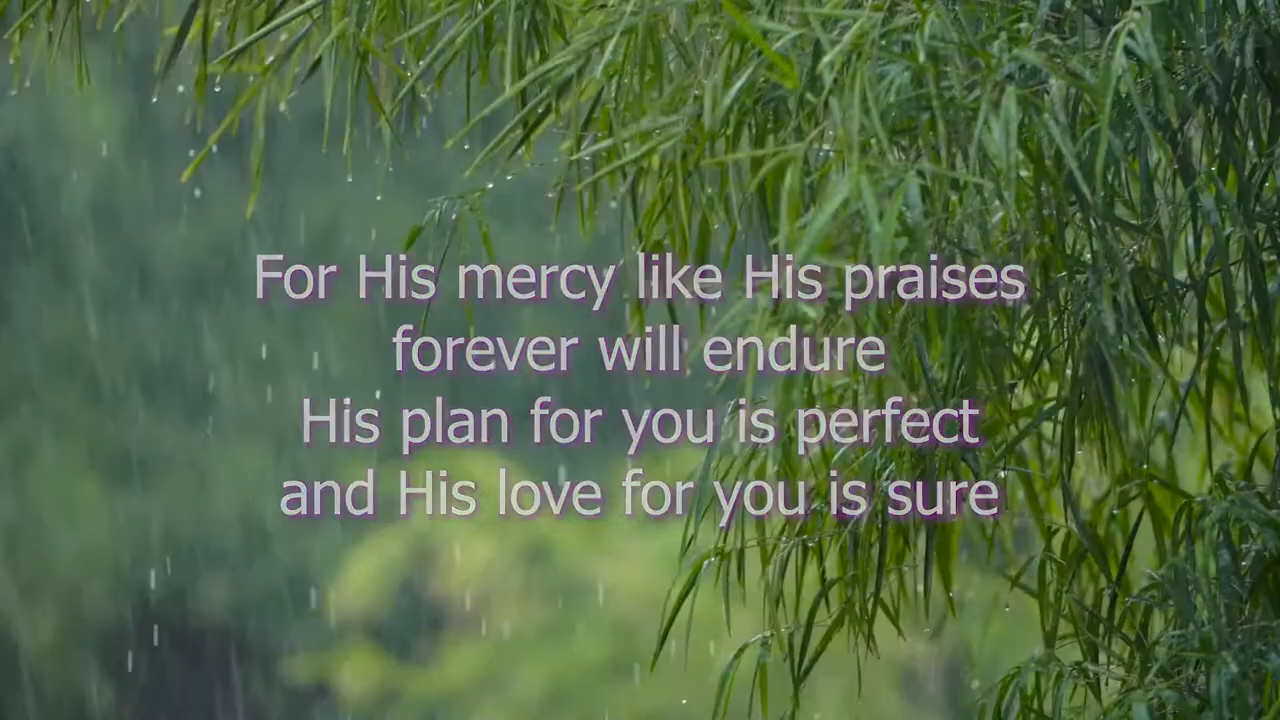 For His mercy like His praises
forever will endure
His plan for you is perfect
and His love for you is sure